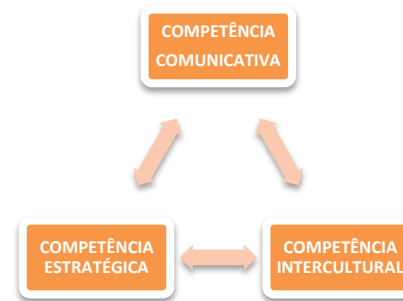 COMPETÊNCIA
COMUNICATIVA
COMPETÊNCIA
ESTRATÉGICA
COMPETÊNCIA
INTERCULTURAL